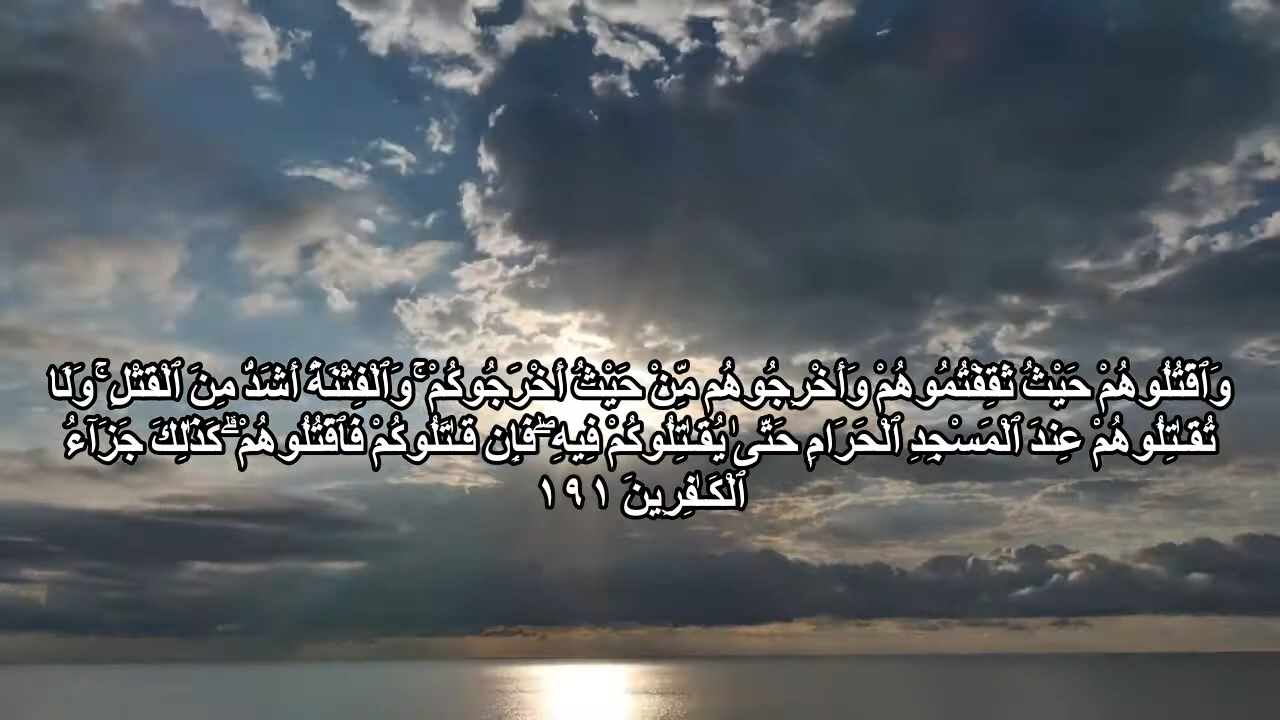 وَٱقْتُلُوهُمْ حَيْثُ ثَقِفْتُمُوهُمْ وَأَخْرِجُوهُم مِّنْ حَيْثُ أَخْرَجُوكُمْ ۚ وَٱلْفِتْنَةُ أَشَدُّ مِنَ ٱلْقَتْلِ ۚ وَلَا
تُقَـٰتِلُوهُمْ عِندَ ٱلْمَسْجِدِ ٱلْحَرَامِ حَتَّىٰ يُقَـٰتِلُوكُمْ فِيهِ ۖ فَإِن قَـٰتَلُوكُمْ فَٱقْتُلُوهُمْ ۗ كَذَٰلِكَ جَزَآءُ
ٱلْكَـٰفِرِينَ ١٩١